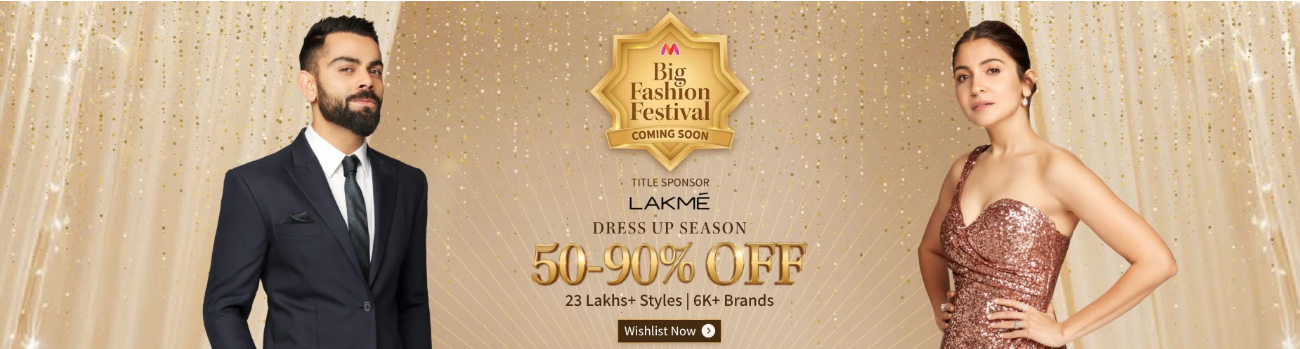 Big
Fashion
Festival
COMING SOON
TITLE SPONSOR
LAKMÉ
DRESS UP SEASON
50-90% OFF
23 Lakhs+ Styles | 6K+ Brands
Wishlist Now